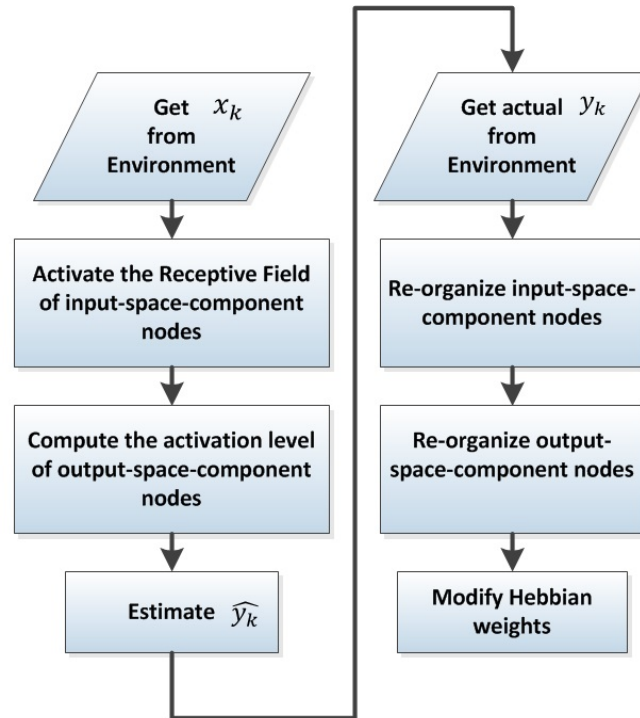 Get x_k
from
Environment
Activate the Receptive Field
of input-space-component
nodes
Compute the activation level
of output-space-component
nodes
Estimate \widehat{y_k}
Get actual y_k
from
Environment
Re-organize input-space-
component nodes
Re-organize output-
space-component nodes
Modify Hebbian
weights